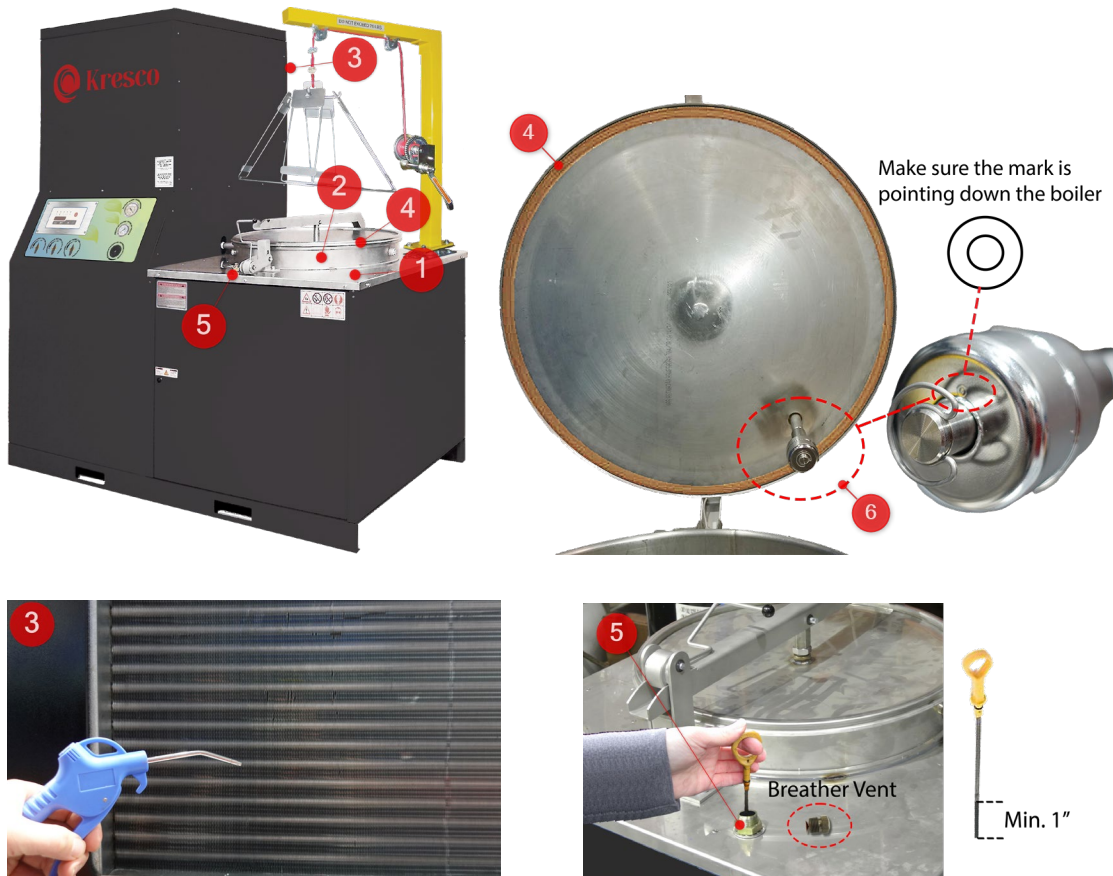 Kresco
3
2
4
1
5
4
Make sure the mark is
pointing down the boiler
6
3
5
Breather Vent
Min. 1”